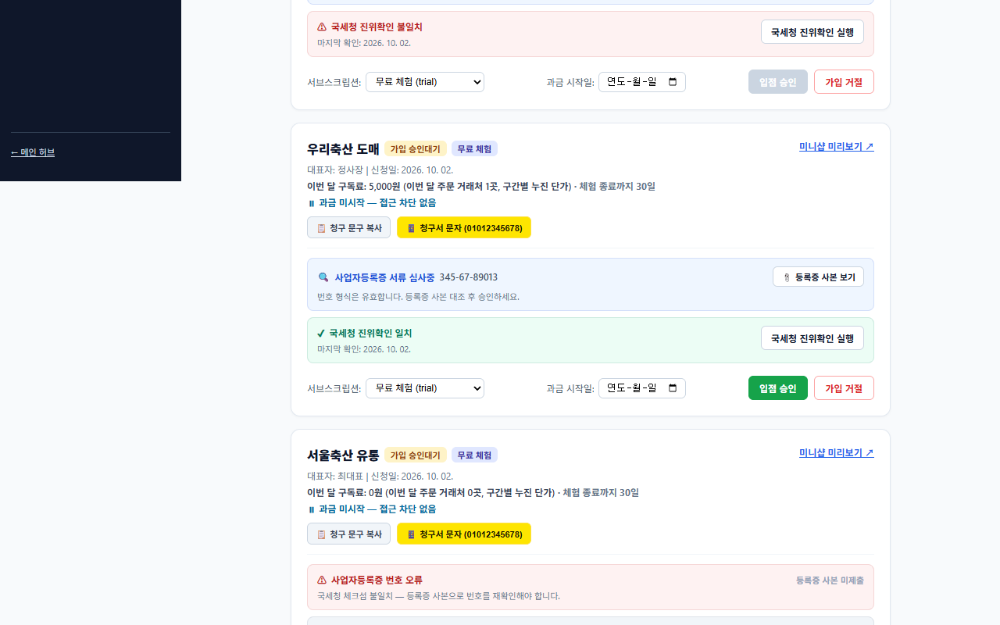 ⚠ 국세청 진위확인 불일치
국세청 진위확인 실행
마지막 확인: 2026. 10. 02.
서브스크립션: 무료 체험 (trial) 과금 시작일: 연도-월-일 입점 승인 가입 거절
← 메인 허브
우리축산 도매 가입 승인대기 무료 체험 미니샵 미리보기 ↗
대표자: 정사장 | 신청일: 2026. 10. 02.
이번 달 구독료: 5,000원 (이번 달 주문 거래처 1곳, 구간별 누진 단가) · 체험 종료까지 30일
⏸ 과금 미시작 — 접근 차단 없음
📋 청구 문구 복사 📱 청구서 문자 (01012345678)
🔍 사업자등록증 서류 심사중 345-67-89013 📎 등록증 사본 보기
번호 형식은 유효합니다. 등록증 사본 대조 후 승인하세요.
✔ 국세청 진위확인 일치 국세청 진위확인 실행
마지막 확인: 2026. 10. 02.
서브스크립션: 무료 체험 (trial) 과금 시작일: 연도-월-일 입점 승인 가입 거절
서울축산 유통 가입 승인대기 무료 체험 미니샵 미리보기 ↗
대표자: 최대표 | 신청일: 2026. 10. 02.
이번 달 구독료: 0원 (이번 달 주문 거래처 0곳, 구간별 누진 단가) · 체험 종료까지 30일
⏸ 과금 미시작 — 접근 차단 없음
📋 청구 문구 복사 📱 청구서 문자 (01012345678)
⚠ 사업자등록증 번호 오류 등록증 사본 미제출
국세청 체크섬 불일치 — 등록증 사본으로 번호를 재확인해야 합니다.